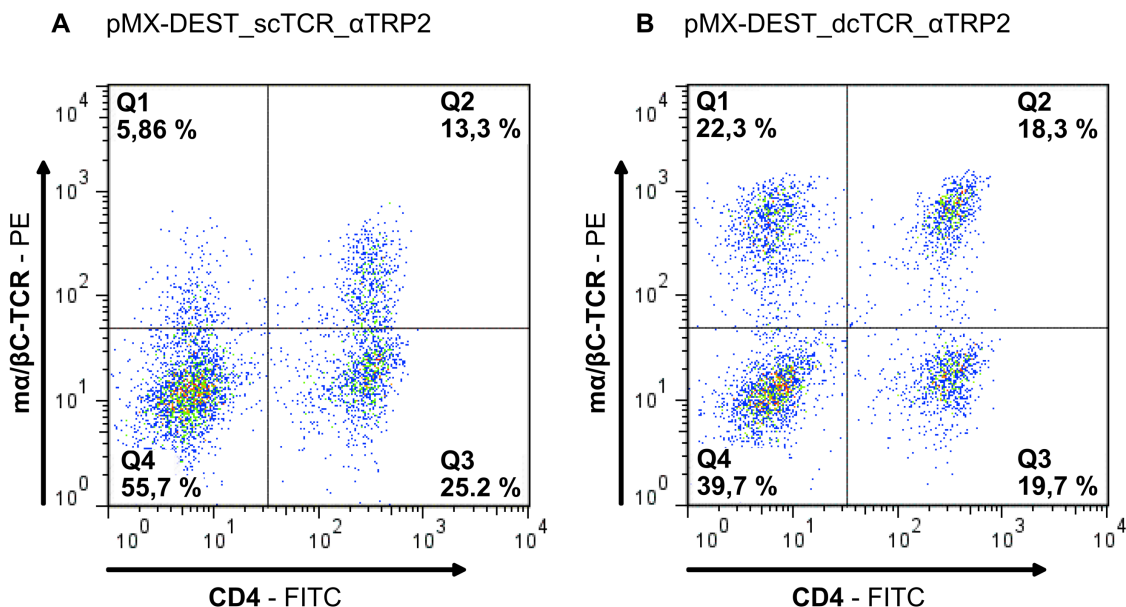 A pMX-DEST_scTCR_αTRP2
B pMX-DEST_dcTCR_αTRP2
Q1
5,86 %
Q2
13,3 %
Q4
55,7 %
Q3
25.2 %
10^4
10^3
10^2
10^1
10^0
mα/βC-TCR - PE
10^0 10^1 10^2 10^3 10^4
CD4 - FITC
Q1
22,3 %
Q2
18,3 %
Q4
39,7 %
Q3
19,7 %
10^4
10^3
10^2
10^1
10^0
mα/βC-TCR - PE
10^0 10^1 10^2 10^3 10^4
CD4 - FITC